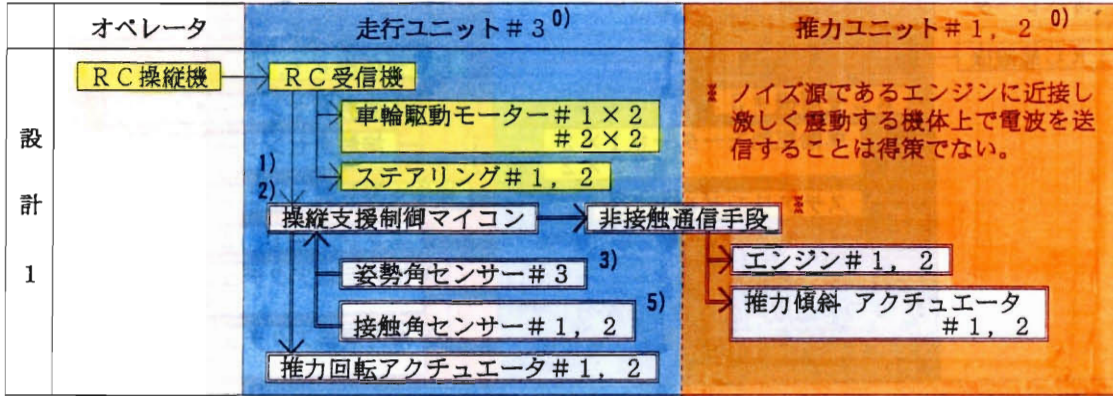 オペレータ
走行ユニット＃３ 0)
推力ユニット＃１，２ 0)
設計１
ＲＣ操縦機
ＲＣ受信機
車輪駆動モーター＃１×２
＃２×２
1)
ステアリング＃１，２
2)
操縦支援制御マイコン
非接触通信手段
※
姿勢角センサー＃３ 3)
接触角センサー＃１，２ 5)
推力回転アクチュエータ＃１，２
※ ノイズ源であるエンジンに近接し
激しく震動する機体上で電波を送
信することは得策でない。
エンジン＃１，２
推力傾斜 アクチュエータ
＃１，２